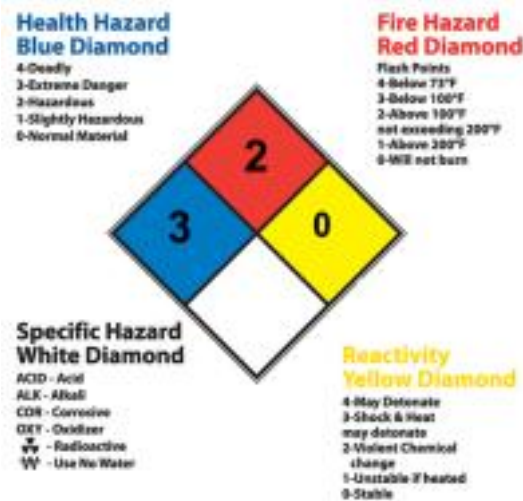 Health Hazard
Blue Diamond
4-Deadly
3-Extreme Danger
2-Hazardous
1-Slightly Hazardous
0-Normal Material
Fire Hazard
Red Diamond
Flash Points
4-Below 73°F
3-Below 100°F
2-Above 100°F
not exceeding 200°F
1-Above 200°F
0-Will not burn
2
3
0
Specific Hazard
White Diamond
ACID - Acid
ALK - Alkali
COR - Corrosive
OXY - Oxidizer
- Radioactive
W - Use No Water
Reactivity
Yellow Diamond
4-May Detonate
3-Shock & Heat
may detonate
2-Violent Chemical
change
1-Unstable if heated
0-Stable